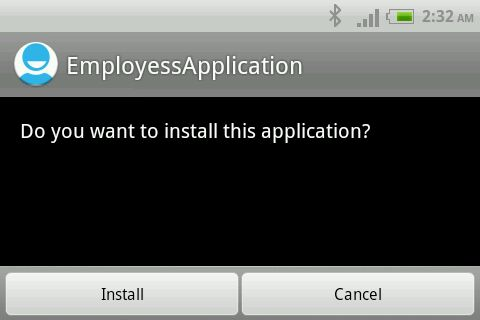 2:32 AM
EmployessApplication
Do you want to install this application?
Install
Cancel